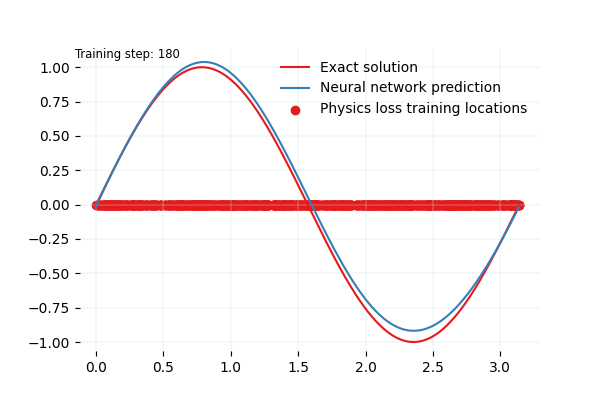 Training step: 180
Exact solution
Neural network prediction
Physics loss training locations
1.00
0.75
0.50
0.25
0.00
−0.25
−0.50
−0.75
−1.00
0.0 0.5 1.0 1.5 2.0 2.5 3.0